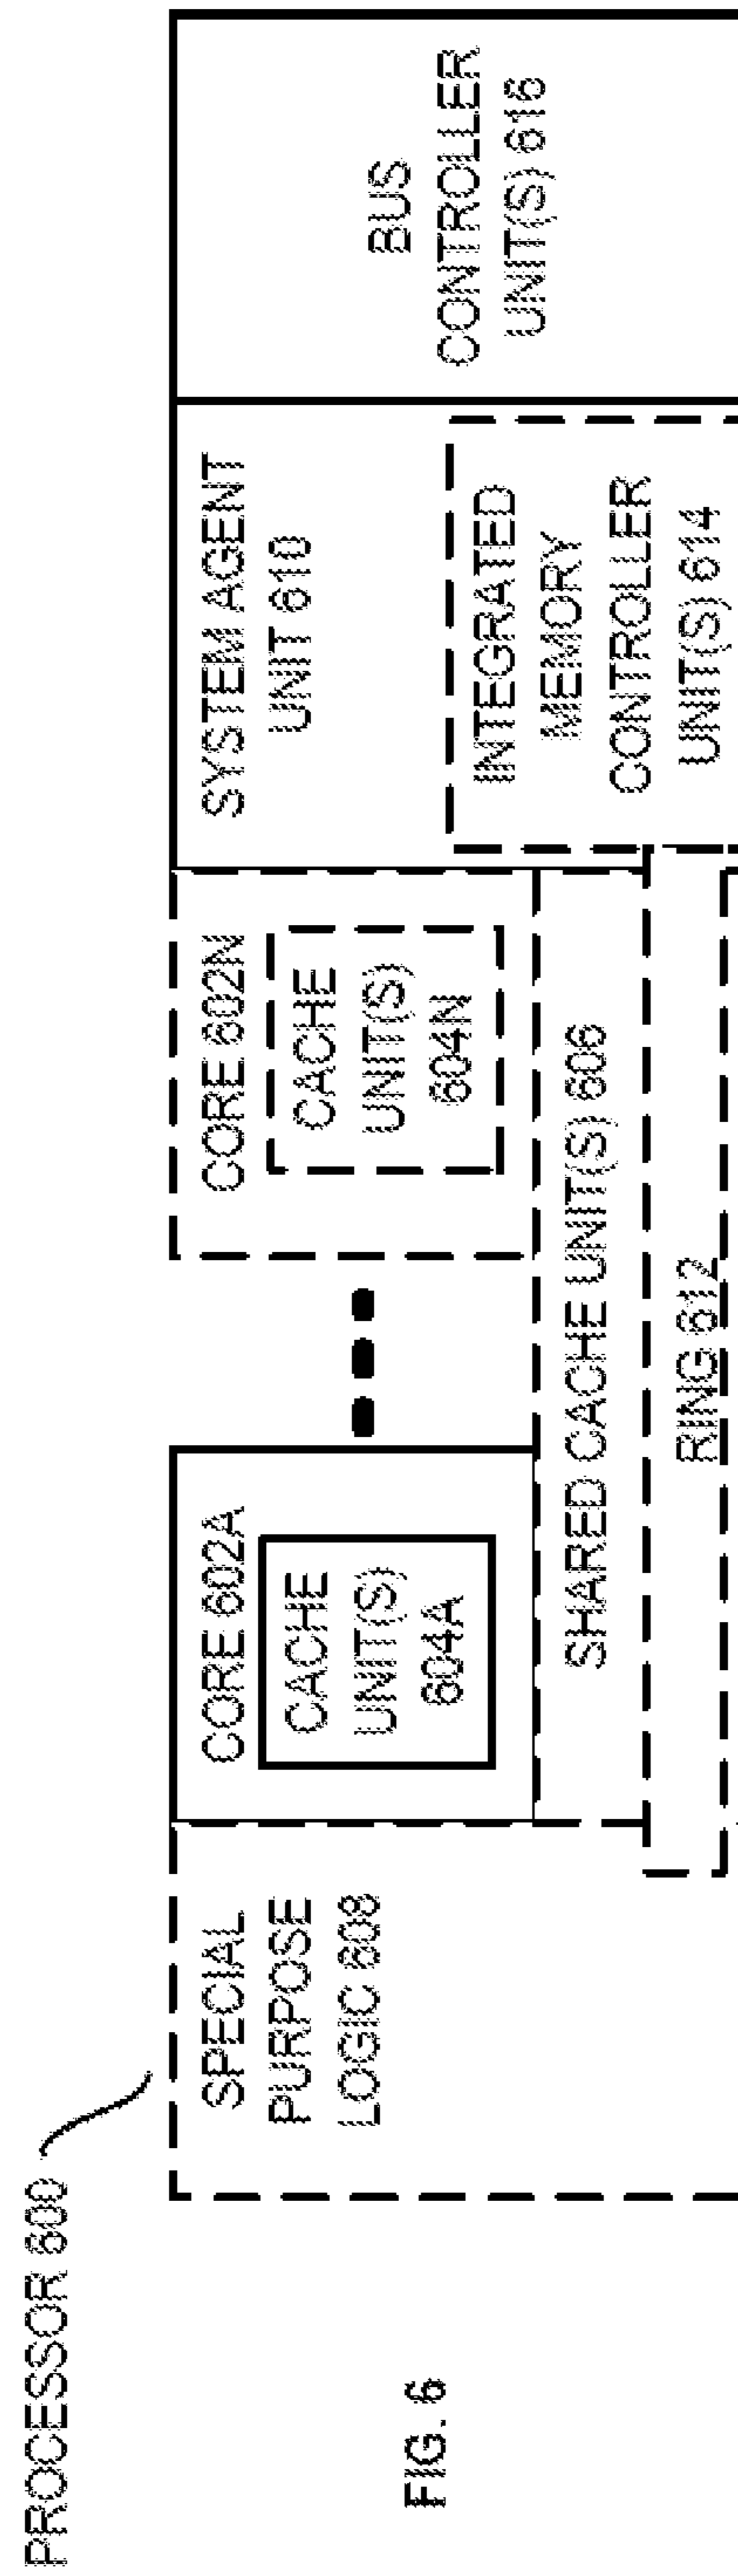 PROCESSOR 600
SPECIAL
PURPOSE
LOGIC 608
CORE 602A
CACHE
UNIT(S)
604A
CORE 602N
CACHE
UNIT(S)
604N
SHARED CACHE UNIT(S) 606
RING 612
SYSTEM AGENT
UNIT 610
INTEGRATED
MEMORY
CONTROLLER
UNIT(S) 614
BUS
CONTROLLER
UNIT(S) 616
FIG. 6